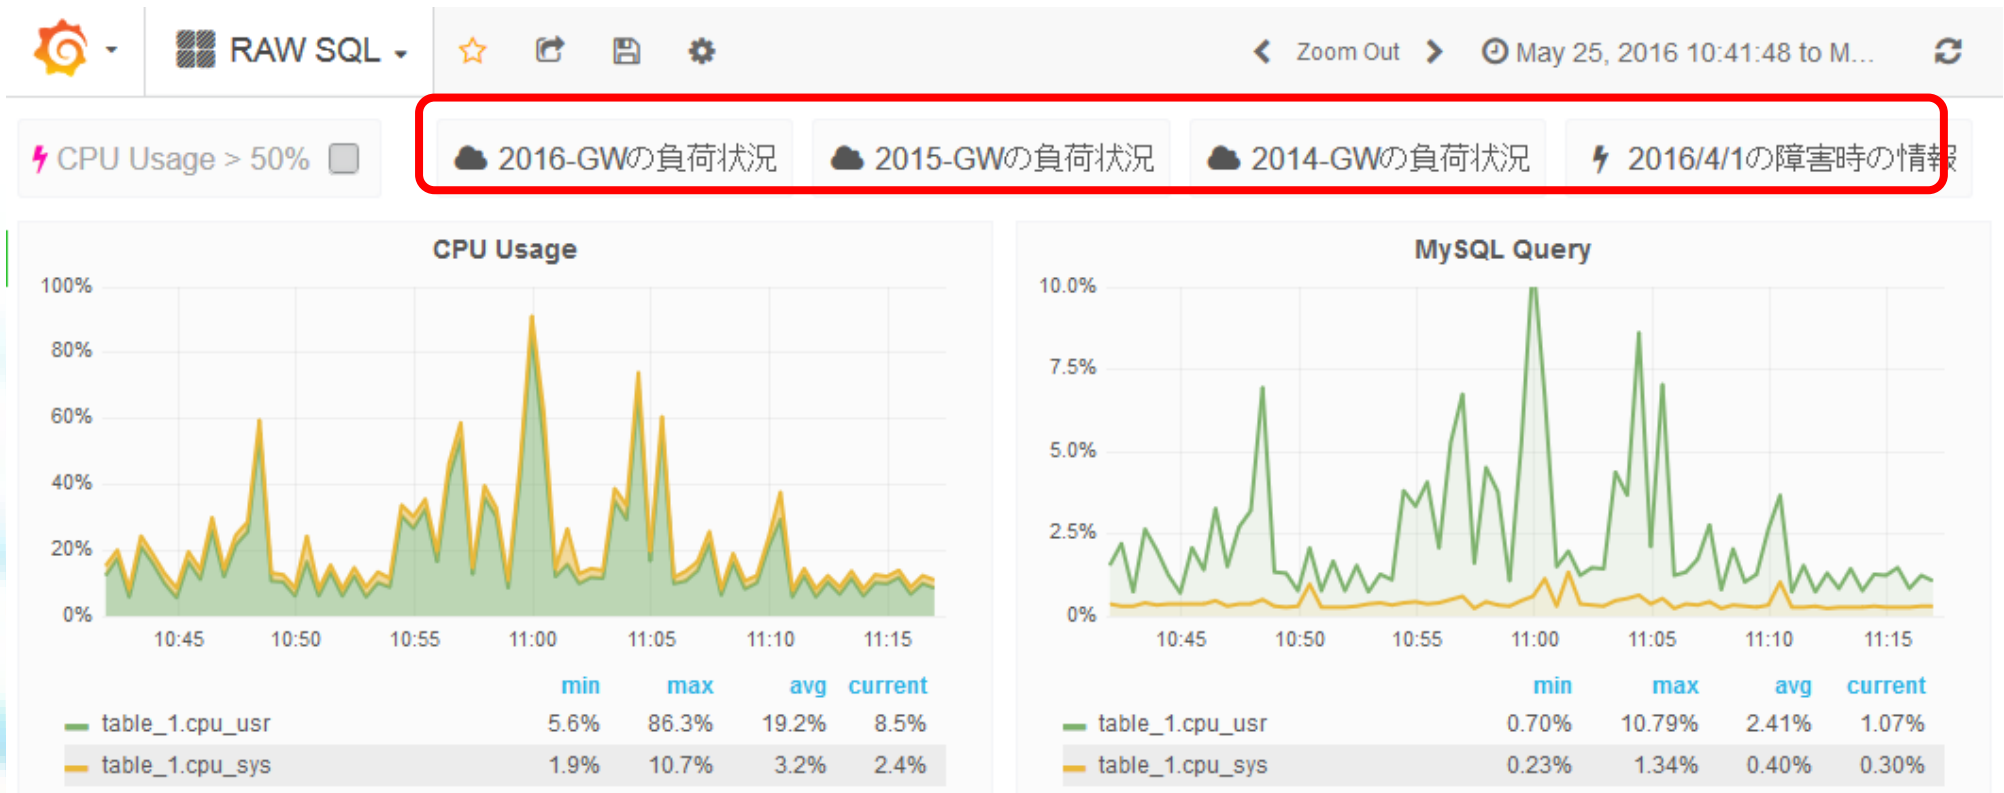 RAW SQL
Zoom Out
May 25, 2016 10:41:48 to M...
CPU Usage > 50%
2016-GWの負荷状況
2015-GWの負荷状況
2014-GWの負荷状況
2016/4/1の障害時の情報
CPU Usage
100%
80%
60%
40%
20%
0%
10:45 10:50 10:55 11:00 11:05 11:10 11:15
min max avg current
table_1.cpu_usr 5.6% 86.3% 19.2% 8.5%
table_1.cpu_sys 1.9% 10.7% 3.2% 2.4%
MySQL Query
10.0%
7.5%
5.0%
2.5%
0%
10:45 10:50 10:55 11:00 11:05 11:10 11:15
min max avg current
table_1.cpu_usr 0.70% 10.79% 2.41% 1.07%
table_1.cpu_sys 0.23% 1.34% 0.40% 0.30%